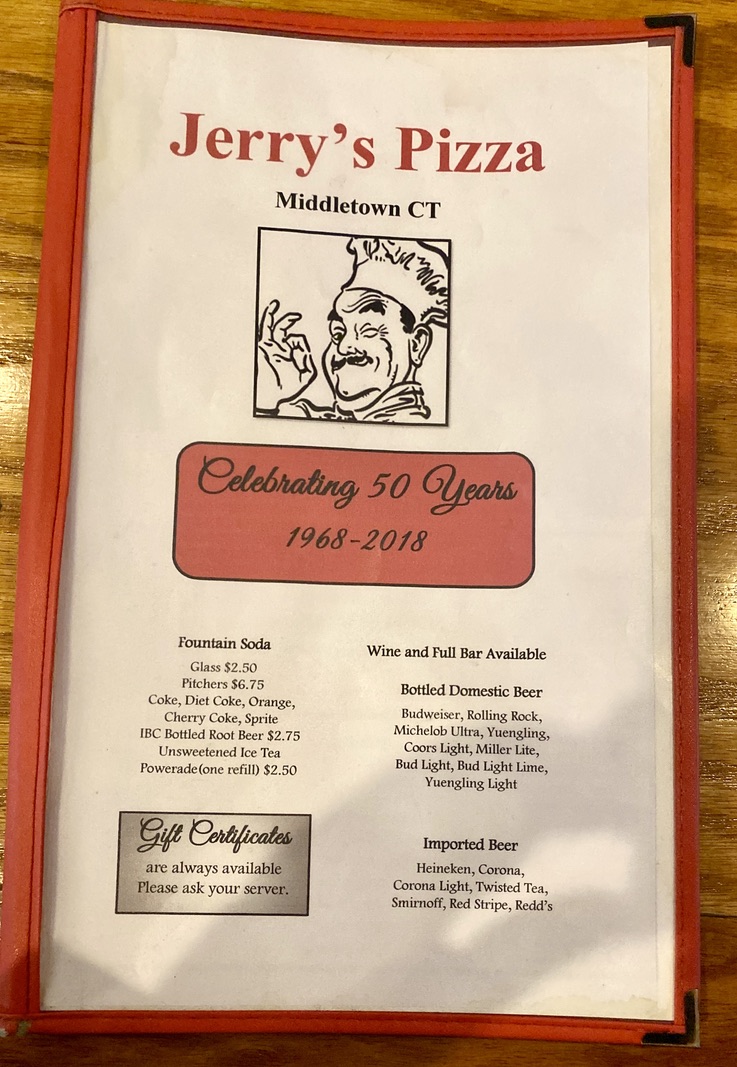 Jerry's Pizza
Middletown CT
Celebrating 50 Years
1968-2018
Fountain Soda
Glass $2.50
Pitchers $6.75
Coke, Diet Coke, Orange,
Cherry Coke, Sprite
IBC Bottled Root Beer $2.75
Unsweetened Ice Tea
Powerade(one refill) $2.50
Gift Certificates
are always available
Please ask your server.
Wine and Full Bar Available
Bottled Domestic Beer
Budweiser, Rolling Rock,
Michelob Ultra, Yuengling,
Coors Light, Miller Lite,
Bud Light, Bud Light Lime,
Yuengling Light
Imported Beer
Heineken, Corona,
Corona Light, Twisted Tea,
Smirnoff, Red Stripe, Redd's